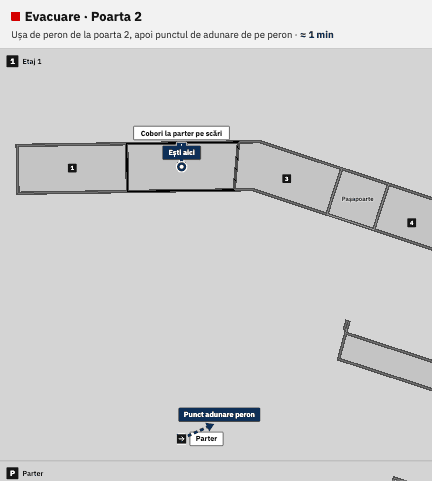 Evacuare · Poarta 2
Ușa de peron de la poarta 2, apoi punctul de adunare de pe peron · ≈ 1 min
1 Etaj 1
Cobori la parter pe scări
Ești aici
1
3
Pașapoarte
4
Punct adunare peron
Parter
P Parter